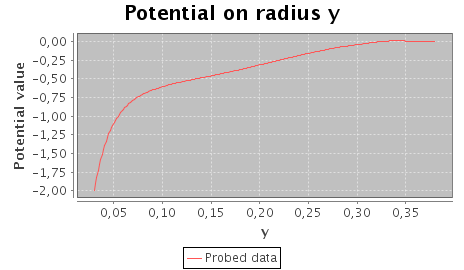 Potential on radius y
Potential value
0,00
-0,25
-0,50
-0,75
-1,00
-1,25
-1,50
-1,75
-2,00
0,05 0,10 0,15 0,20 0,25 0,30 0,35
y
Probed data